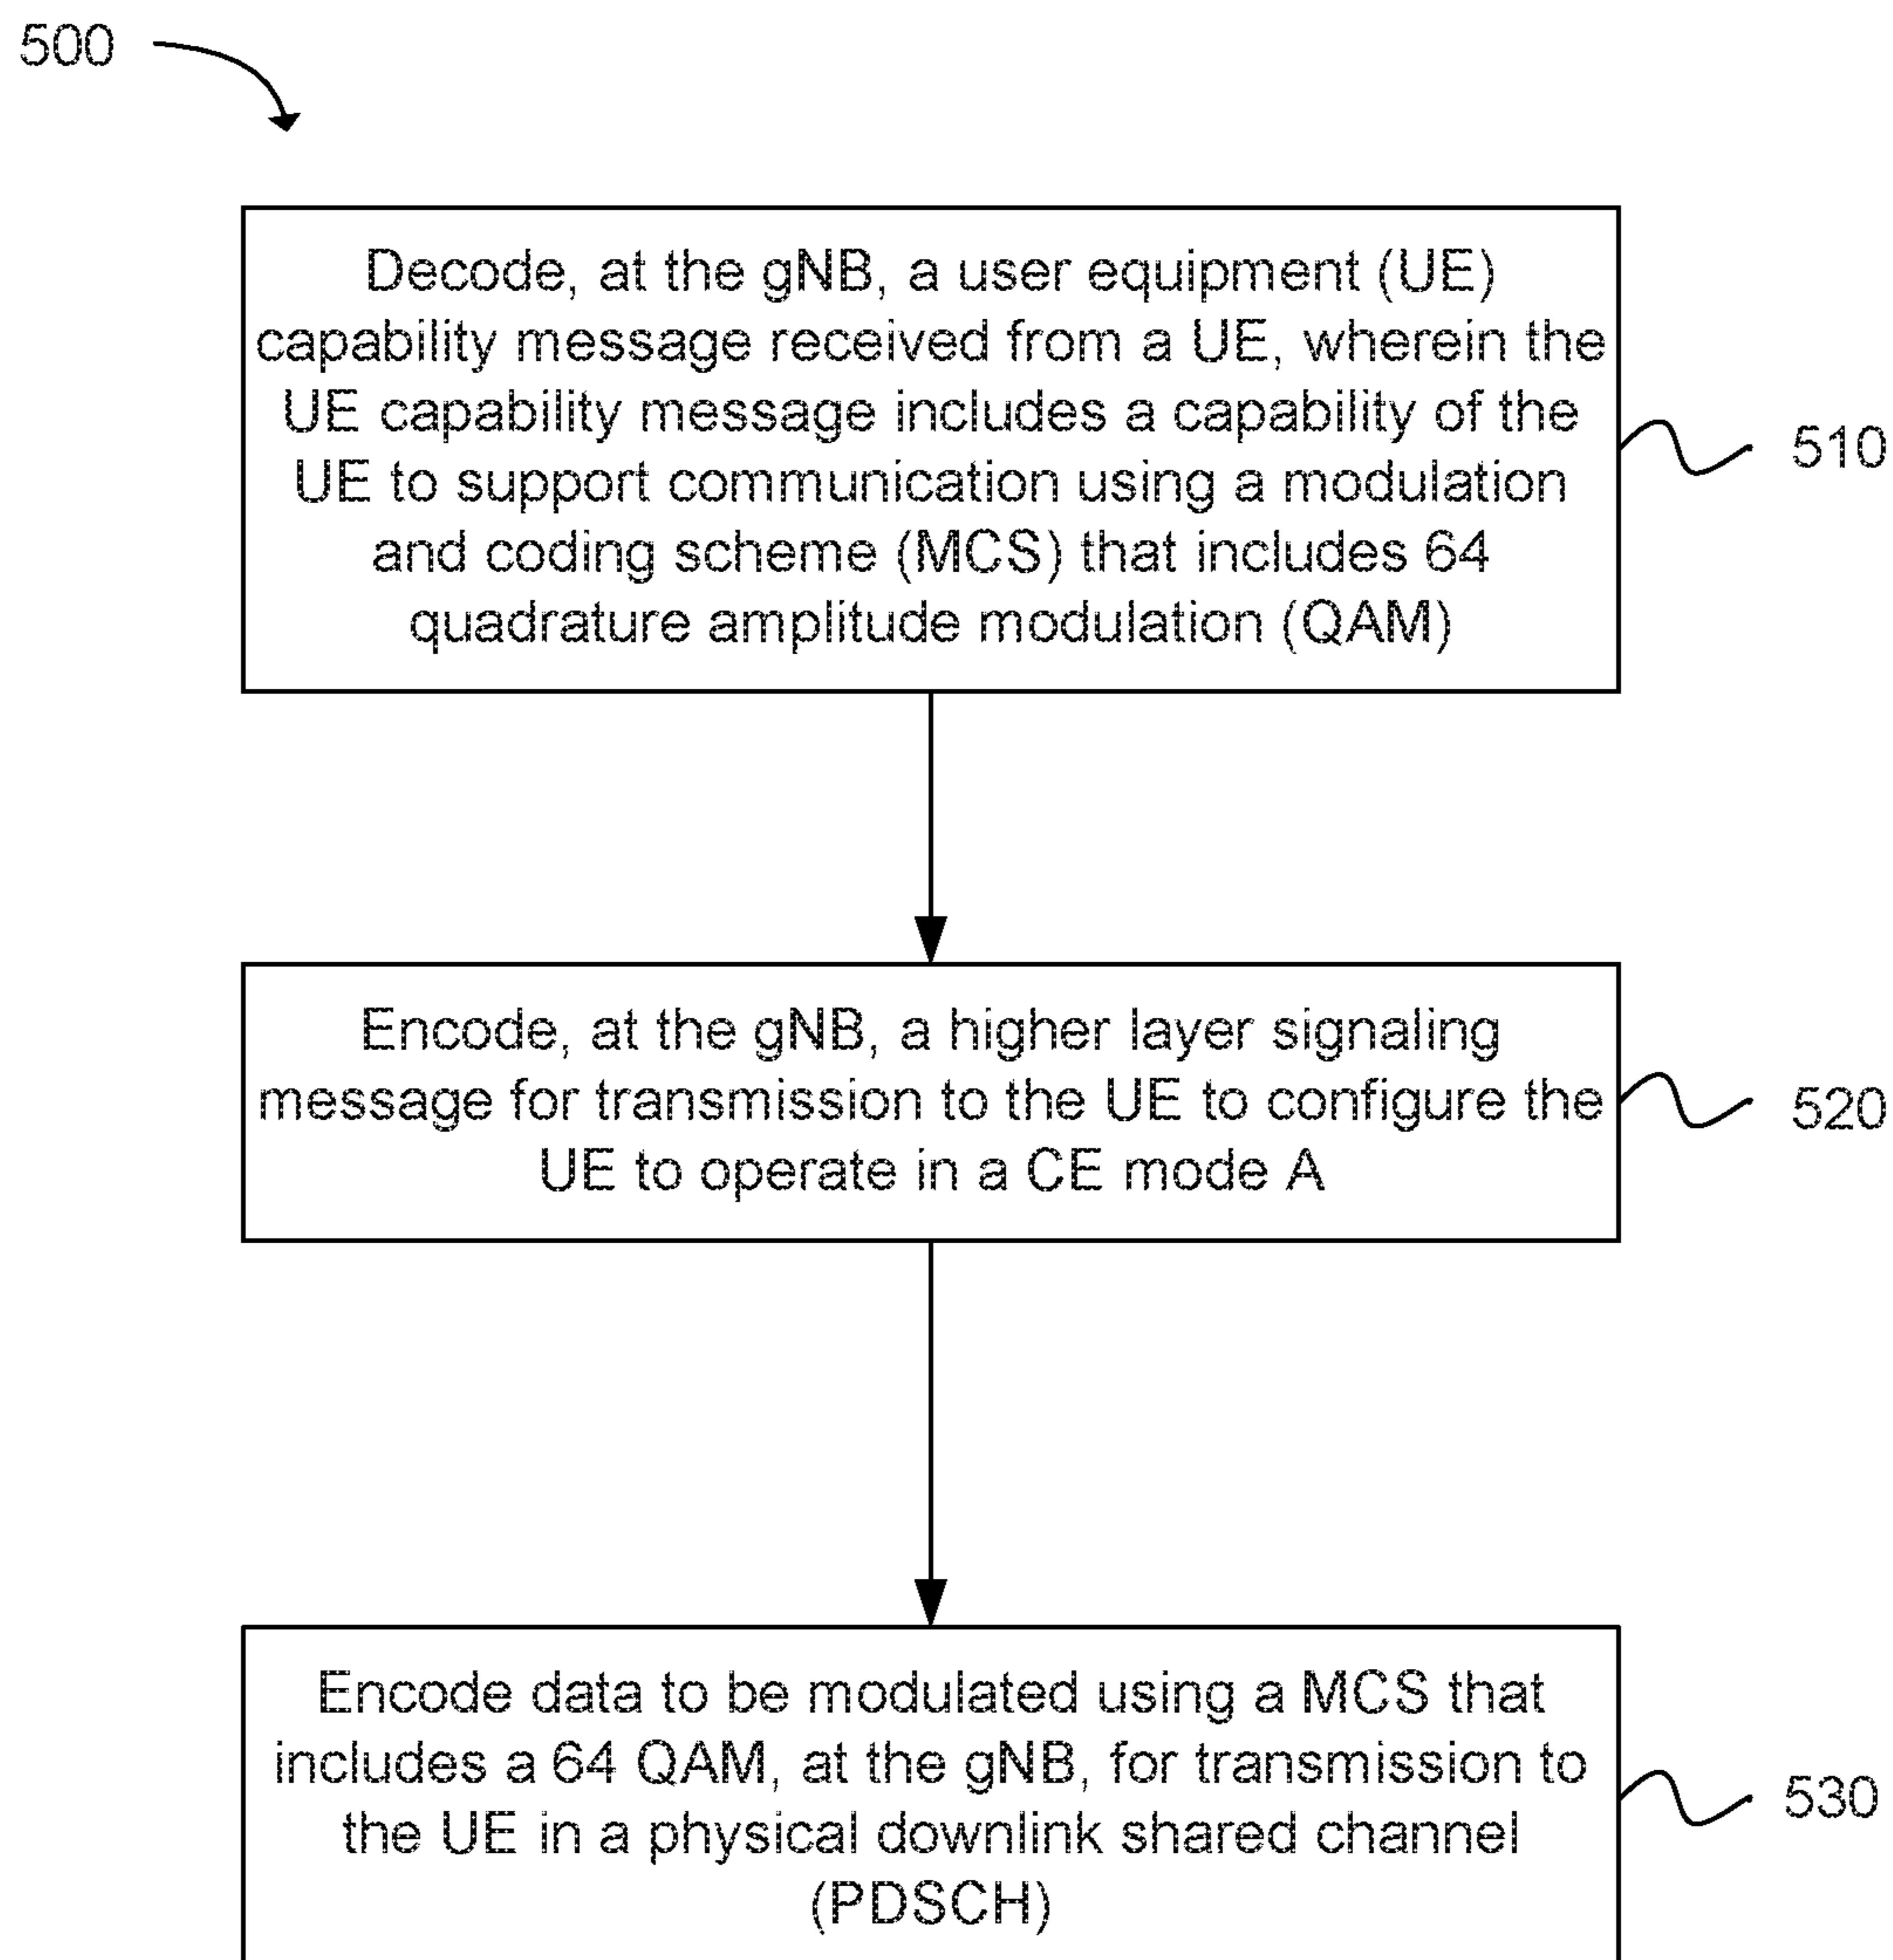 500
Decode, at the gNB, a user equipment (UE)
capability message received from a UE, wherein the
UE capability message includes a capability of the
UE to support communication using a modulation
and coding scheme (MCS) that includes 64
quadrature amplitude modulation (QAM)
510
Encode, at the gNB, a higher layer signaling
message for transmission to the UE to configure the
UE to operate in a CE mode A
520
Encode data to be modulated using a MCS that
includes a 64 QAM, at the gNB, for transmission to
the UE in a physical downlink shared channel
(PDSCH)
530